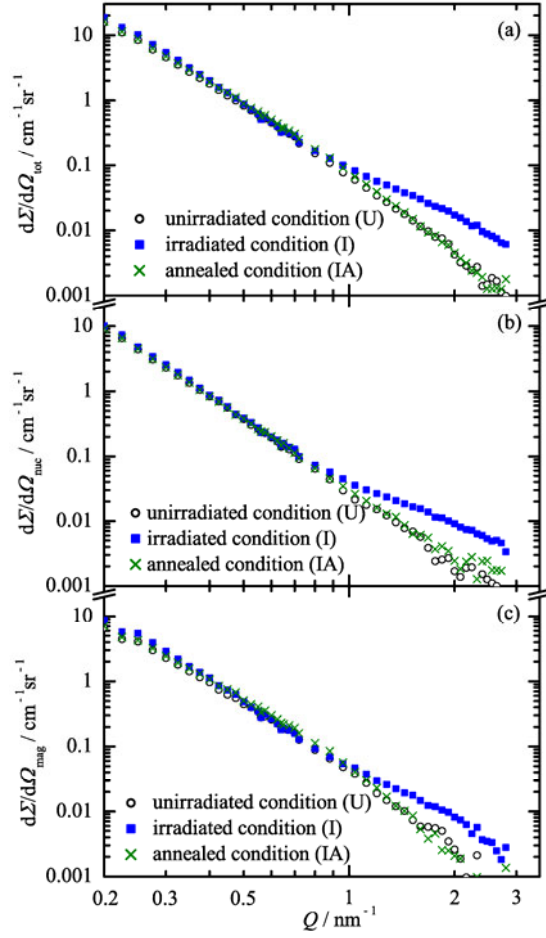 10
1
0.1
0.01
0.001
dΣ/dΩ_tot / cm⁻¹sr⁻¹
(a)
unirradiated condition (U)
irradiated condition (I)
annealed condition (IA)
10
1
0.1
0.01
0.001
dΣ/dΩ_nuc / cm⁻¹sr⁻¹
(b)
unirradiated condition (U)
irradiated condition (I)
annealed condition (IA)
10
1
0.1
0.01
0.001
dΣ/dΩ_mag / cm⁻¹sr⁻¹
(c)
unirradiated condition (U)
irradiated condition (I)
annealed condition (IA)
0.2 0.3 0.5 1 2 3
Q / nm⁻¹